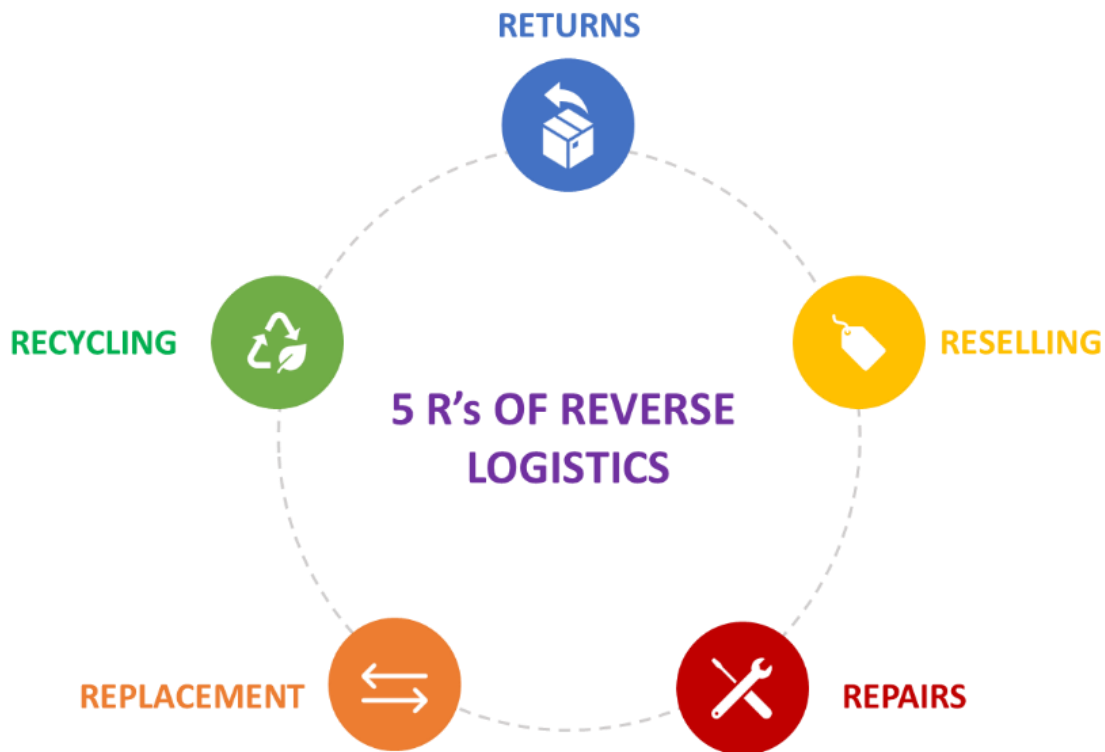 RETURNS
RECYCLING
RESELLING
5 R’s OF REVERSE
LOGISTICS
REPLACEMENT
REPAIRS